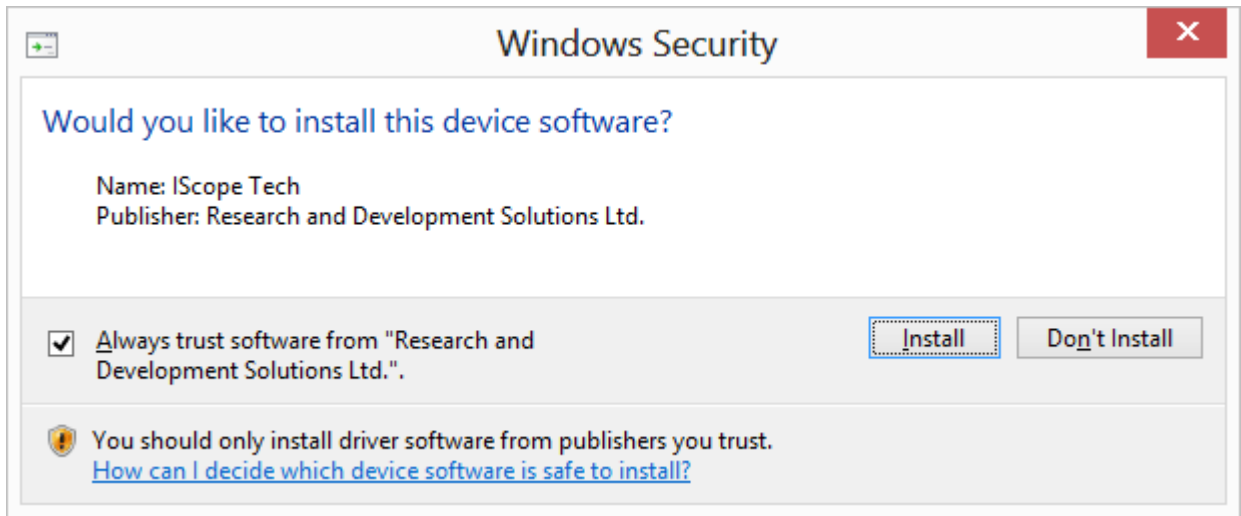 Windows Security
Would you like to install this device software?
Name: IScope Tech
Publisher: Research and Development Solutions Ltd.
Always trust software from "Research and
Development Solutions Ltd.".
Install
Don't Install
You should only install driver software from publishers you trust.
How can I decide which device software is safe to install?